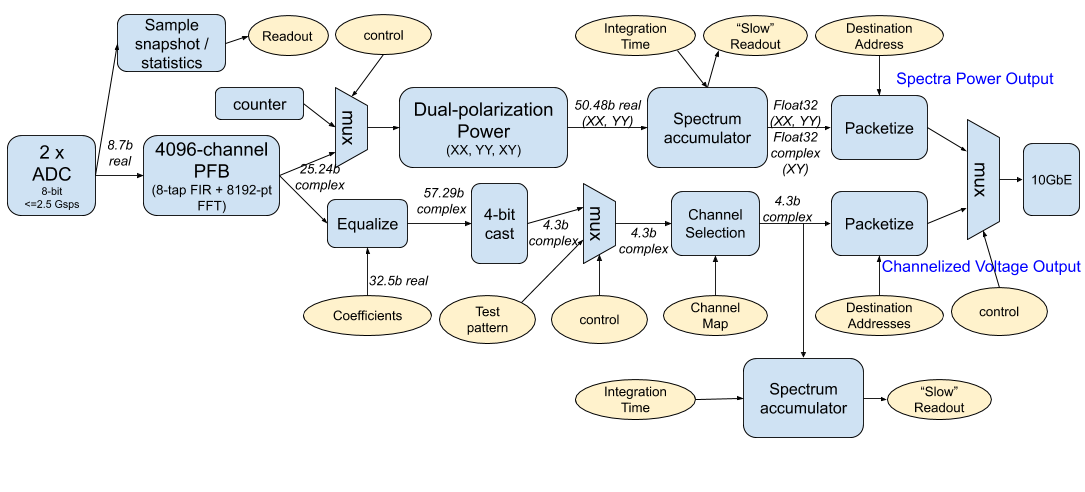 Sample
snapshot /
statistics
Readout
control
Integration
Time
“Slow”
Readout
Destination
Address
Spectra Power Output
counter
mux
Dual-polarization
Power
(XX, YY, XY)
50.48b real
(XX, YY)
Spectrum
accumulator
Float32
(XX, YY)
Float32
complex
(XY)
Packetize
2 x
ADC
8-bit
<=2.5 Gsps
8.7b
real
4096-channel
PFB
(8-tap FIR + 8192-pt
FFT)
25.24b
complex
mux
10GbE
Equalize
57.29b
complex
4-bit
cast
4.3b
complex
mux
4.3b
complex
Channel
Selection
4.3b
complex
Packetize
Channelized Voltage Output
32.5b real
Coefficients
Test
pattern
control
Channel
Map
Destination
Addresses
control
Integration
Time
Spectrum
accumulator
“Slow”
Readout